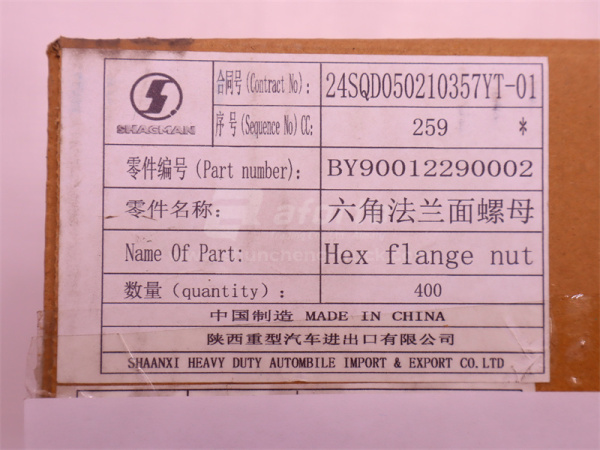 SHACMAN
合同号(Contract No): 24SQD050210357YT-01
序号(Sequence No)CC: 259 *
零件编号(Part number): BY90012290002
零件名称: 六角法兰面螺母
Name Of Part: Hex flange nut
数量(quantity): 400
中国制造 MADE IN CHINA
陕西重型汽车进出口有限公司
SHAANXI HEAVY DUTY AUTOMBILE IMPORT & EXPORT CO.LTD